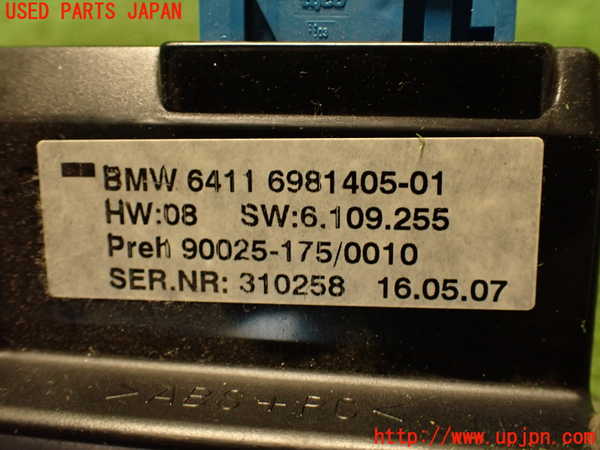 USED PARTS JAPAN
BMW 6411 6981405-01
HW:08 SW:6.109.255
Preh 90025-175/0010
SER.NR: 310258 16.05.07
>ABS+PC<
http://www.upjpn.com